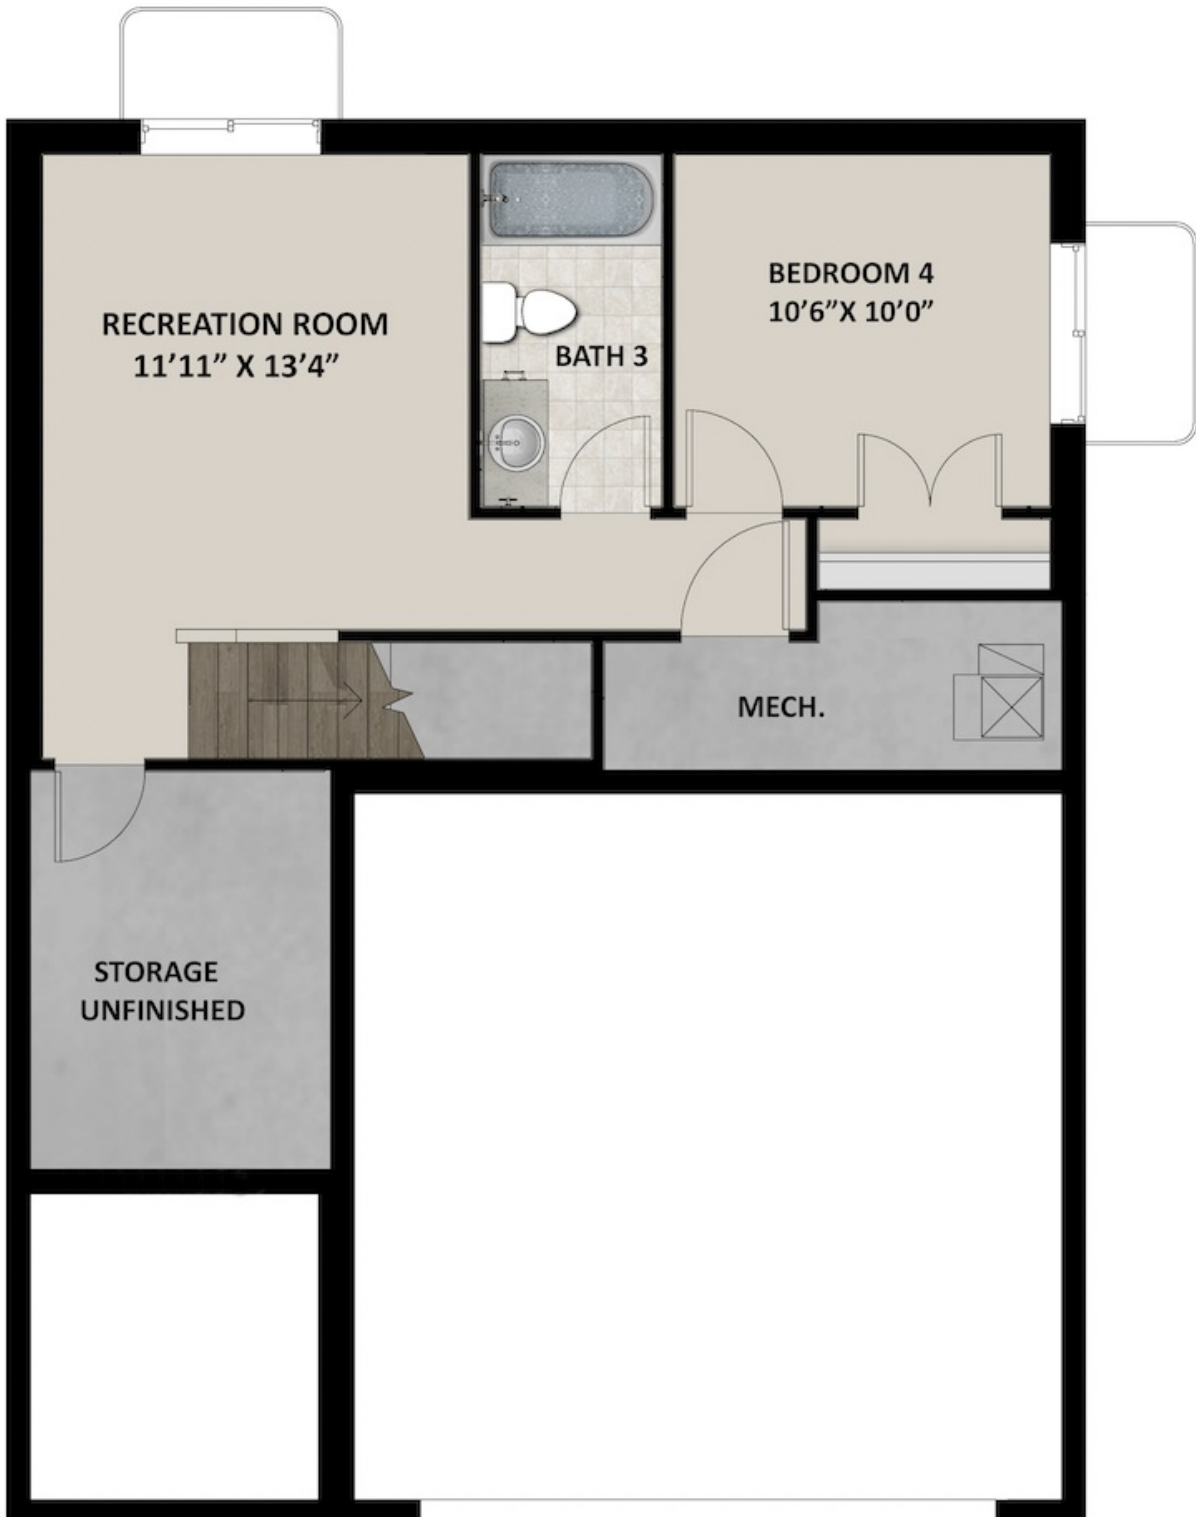 RECREATION ROOM
11’11” X 13’4”
BATH 3
BEDROOM 4
10’6”X 10’0”
MECH.
STORAGE
UNFINISHED